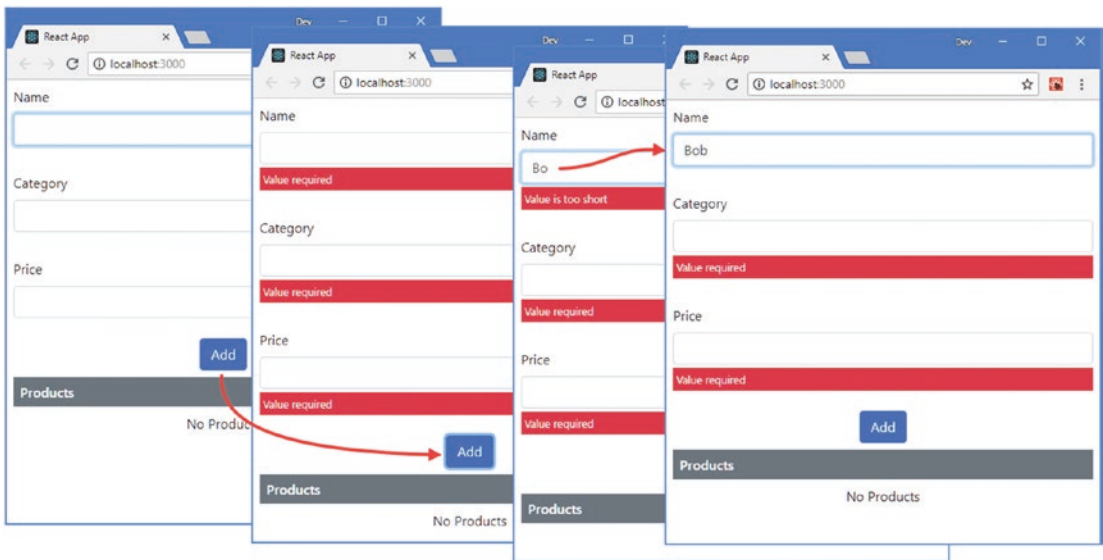 Dev
React App
localhost:3000
Name
Category
Price
Add
Products
No Produc
Dev
React App
localhost:3000
Name
Value required
Category
Value required
Price
Value required
Add
Products
No Products
Dev
React App
localhost
Name
Bo
Value is too short
Category
Value required
Price
Value required
Products
Dev
React App
localhost:3000
Name
Bob
Category
Value required
Price
Value required
Add
Products
No Products